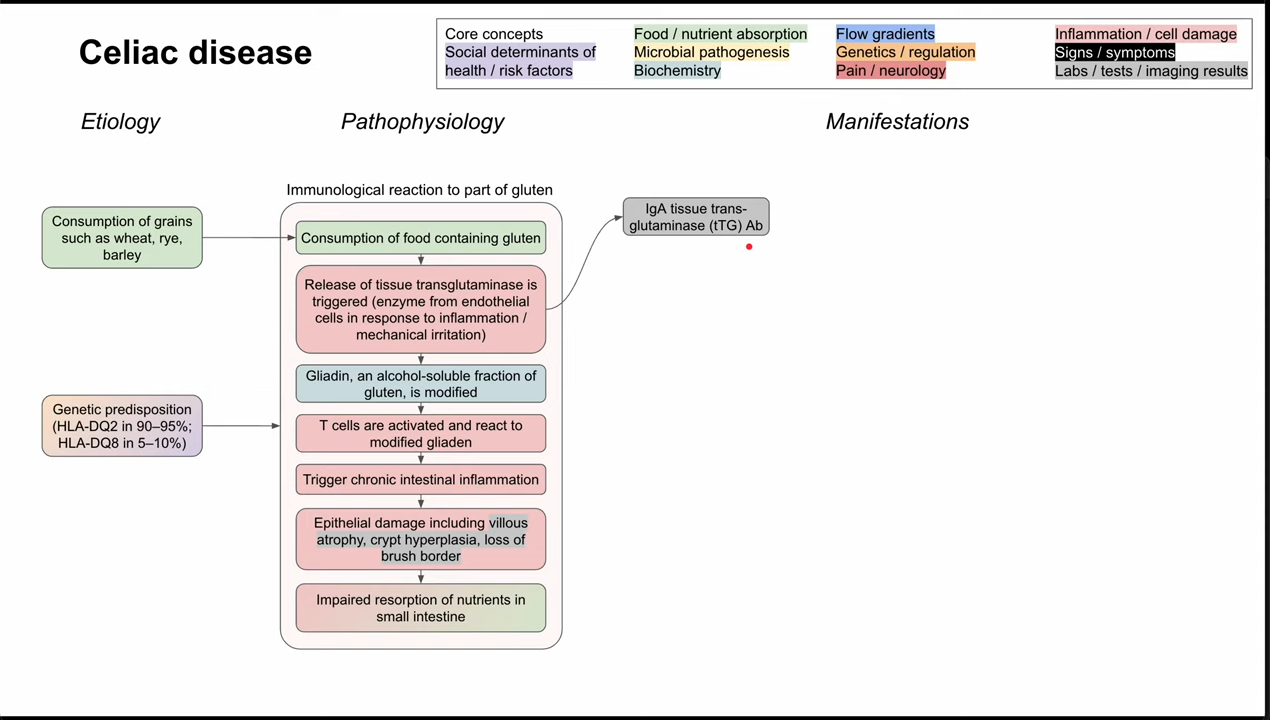 Celiac disease
Core concepts
Social determinants of
health / risk factors
Food / nutrient absorption
Microbial pathogenesis
Biochemistry
Flow gradients
Genetics / regulation
Pain / neurology
Inflammation / cell damage
Signs / symptoms
Labs / tests / imaging results
Etiology
Pathophysiology
Manifestations
Consumption of grains
such as wheat, rye,
barley
Genetic predisposition
(HLA-DQ2 in 90–95%;
HLA-DQ8 in 5–10%)
Immunological reaction to part of gluten
Consumption of food containing gluten
Release of tissue transglutaminase is
triggered (enzyme from endothelial
cells in response to inflammation /
mechanical irritation)
Gliadin, an alcohol-soluble fraction of
gluten, is modified
T cells are activated and react to
modified gliaden
Trigger chronic intestinal inflammation
Epithelial damage including villous
atrophy, crypt hyperplasia, loss of
brush border
Impaired resorption of nutrients in
small intestine
IgA tissue trans-
glutaminase (tTG) Ab